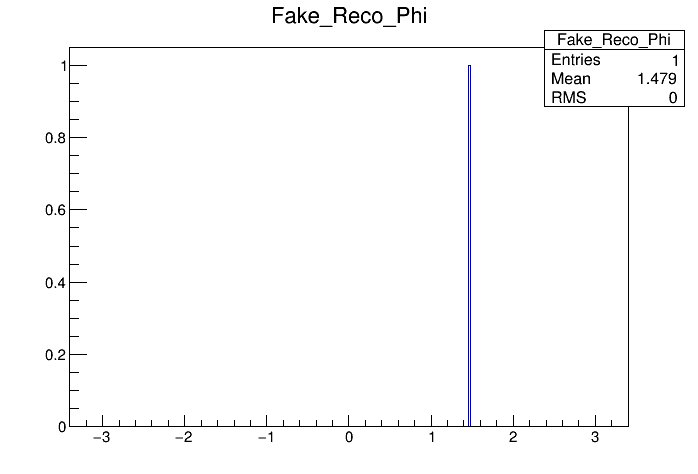 Fake_Reco_Phi
Fake_Reco_Phi
Entries 1
Mean 1.479
RMS 0
1
0.8
0.6
0.4
0.2
0
−3 −2 −1 0 1 2 3